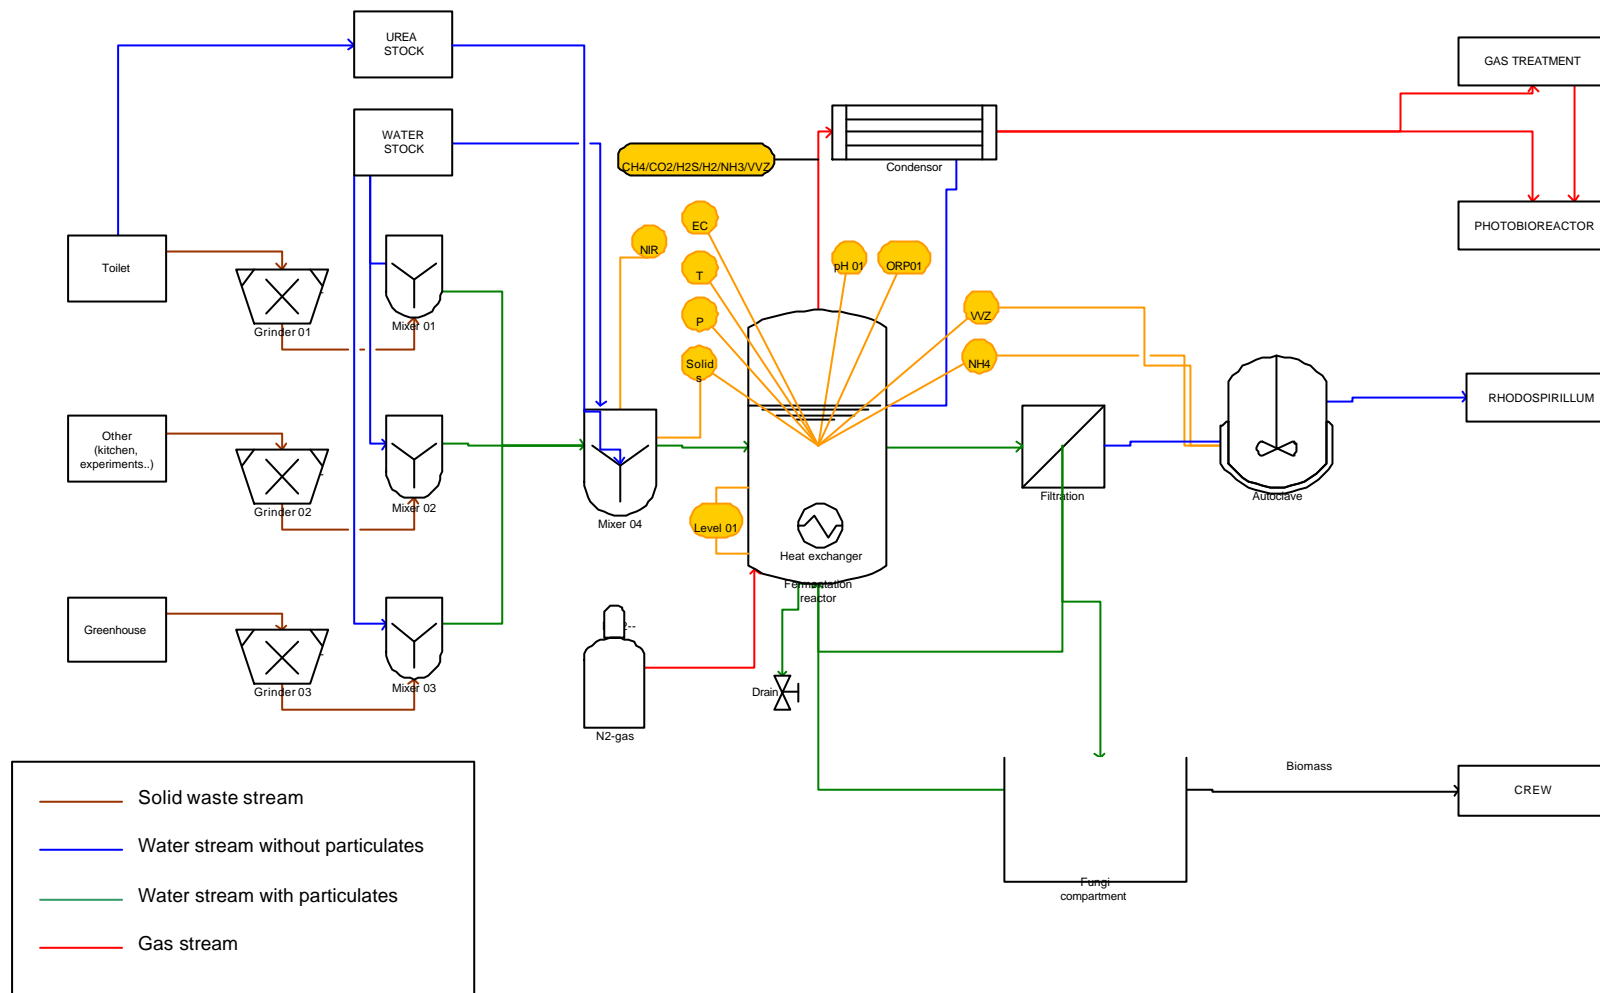 UREA
STOCK
GAS TREATMENT
WATER
STOCK
CH4/CO2/H2S/H2/NH3/VVZ
Condensor
EC
NIR
PHOTOBIOREACTOR
Toilet
T
pH 01
ORP01
P
VVZ
Grinder 01
Mixer 01
Solid
s
NH4
RHODOSPIRILLUM
Other
(kitchen,
experiments..)
Grinder 02
Mixer 02
Mixer 04
Level 01
Filtration
Autoclave
Heat exchanger
Fermentation
reactor
Greenhouse
2--
Grinder 03
Mixer 03
Drain
N2-gas
Biomass
CREW
Fungi
compartment
Solid waste stream
Water stream without particulates
Water stream with particulates
Gas stream